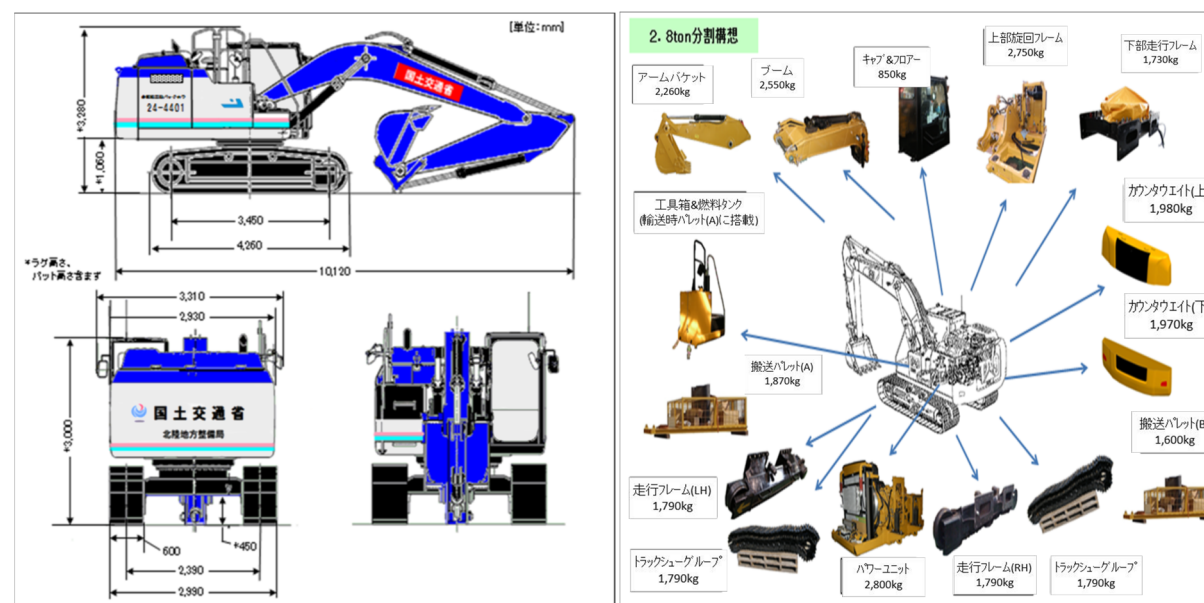 [単位:mm]
国土交通省
24-4401
*3,280
*1,060
3,450
4,260
10,120
*ラグ高さ、
パット高さ含ます
3,310
2,930
*3,000
国土交通省
北陸地方整備局
600
*450
2,390
2,990
2. 8ton分割構想
アームバケット
2,260kg
ブーム
2,550kg
キャブ&フロアー
850kg
上部旋回フレーム
2,750kg
下部走行フレーム
1,730kg
工具箱&燃料タンク
(輸送時パレット(A)に搭載)
カウンタウエイト(上
1,980kg
カウンタウエイト(下
1,970kg
搬送パレット(A)
1,870kg
搬送パレット(B
1,600kg
走行フレーム(LH)
1,790kg
トラックシューグループ
1,790kg
パワーユニット
2,800kg
走行フレーム(RH)
1,790kg
トラックシューグループ
1,790kg